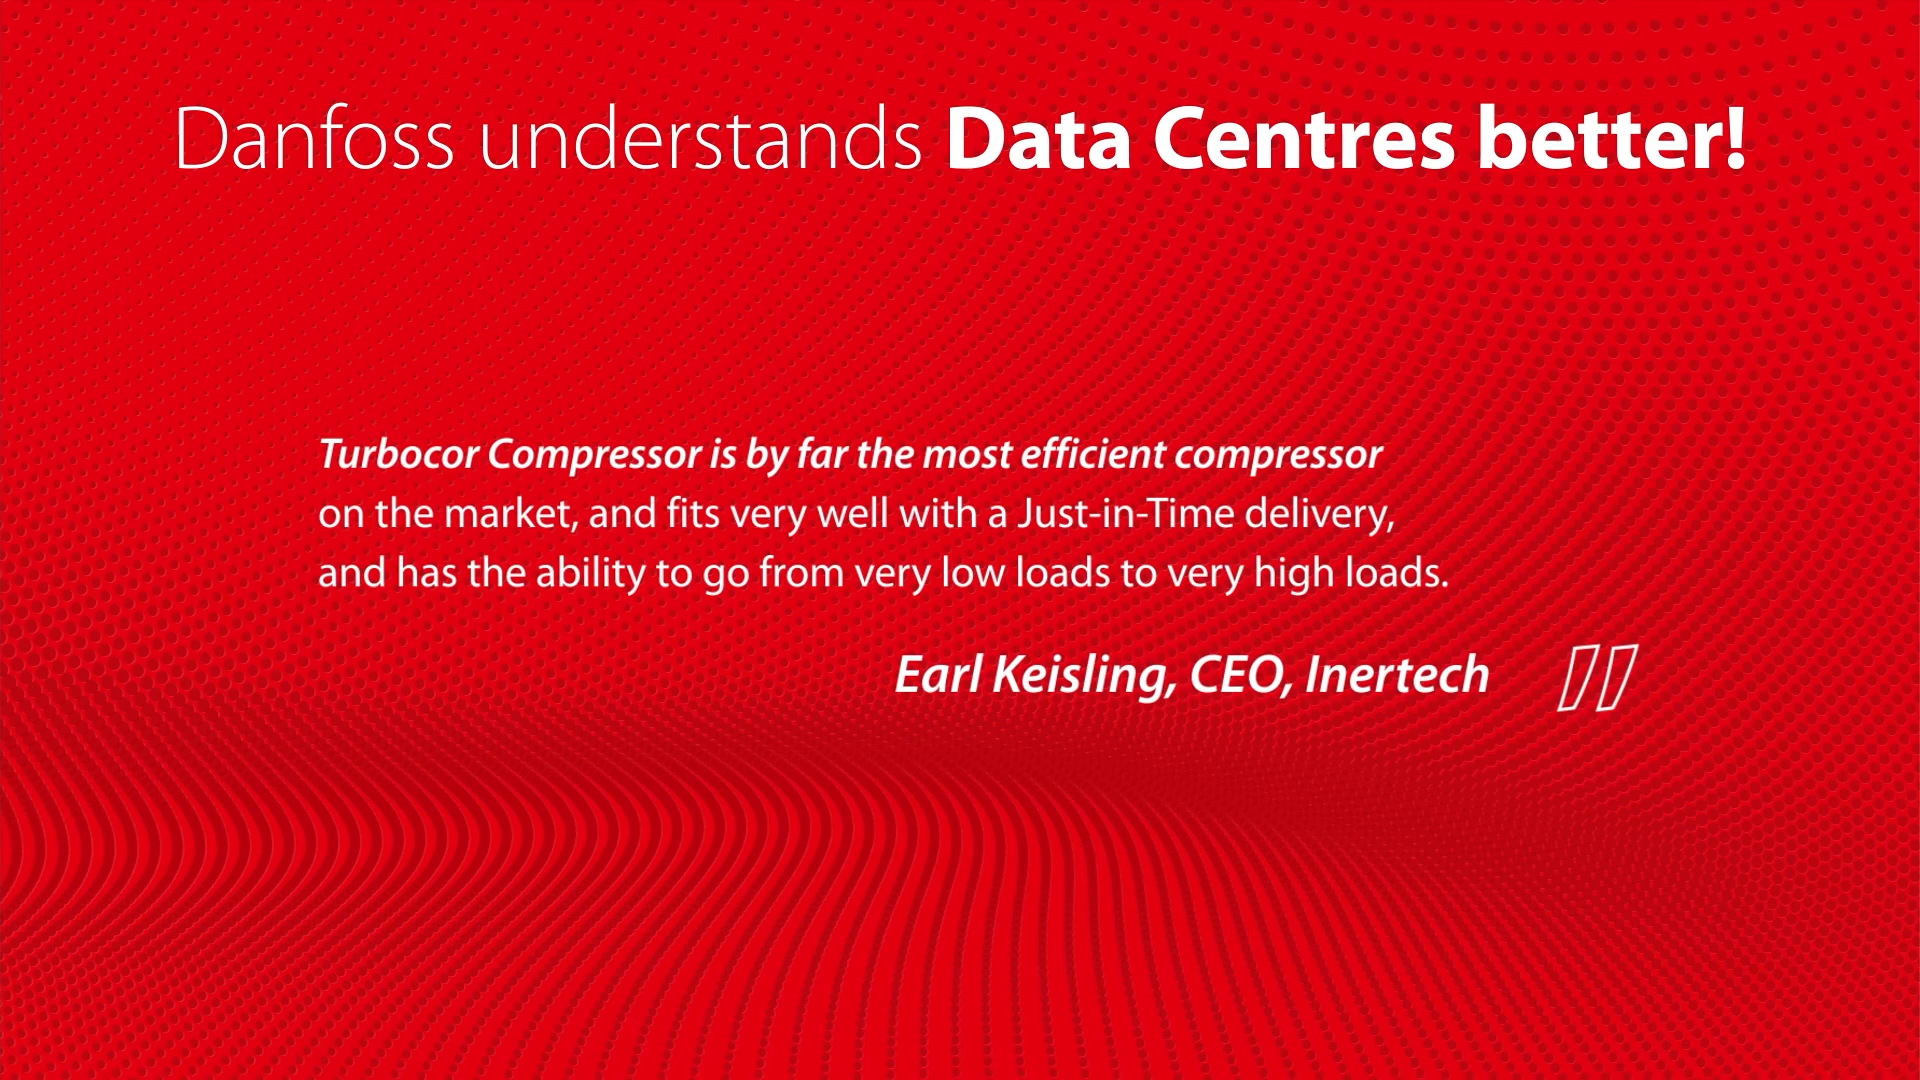 Danfoss understands Data Centres better!
Turbocor Compressor is by far the most efficient compressor
on the market, and fits very well with a Just-in-Time delivery,
and has the ability to go from very low loads to very high loads.
Earl Keisling, CEO, Inertech "